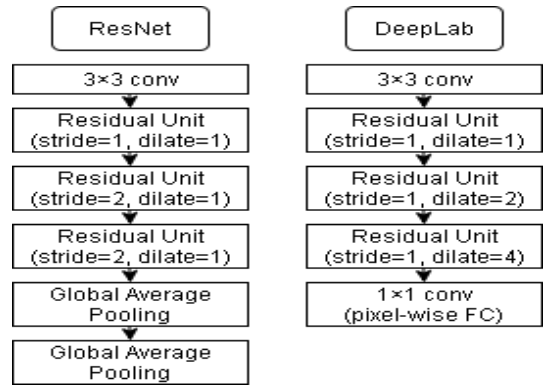 ResNet
3×3 conv
Residual Unit
(stride=1, dilate=1)
Residual Unit
(stride=2, dilate=1)
Residual Unit
(stride=2, dilate=1)
Global Average
Pooling
Global Average
Pooling
DeepLab
3×3 conv
Residual Unit
(stride=1, dilate=1)
Residual Unit
(stride=1, dilate=2)
Residual Unit
(stride=1, dilate=4)
1×1 conv
(pixel-wise FC)